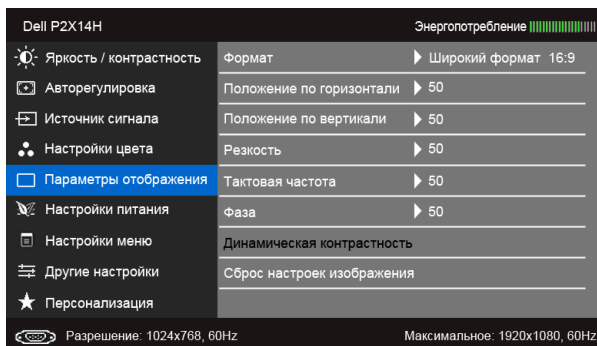 Dell P2X14H Энергопотребление
Яркость / контрастность Формат Широкий формат 16:9
Авторегулировка Положение по горизонтали 50
Источник сигнала Положение по вертикали 50
Настройки цвета Резкость 50
Параметры отображения Тактовая частота 50
Настройки питания Фаза 50
Настройки меню Динамическая контрастность
Другие настройки Сброс настроек изображения
Персонализация
Разрешение: 1024x768, 60Hz Максимальное: 1920x1080, 60Hz